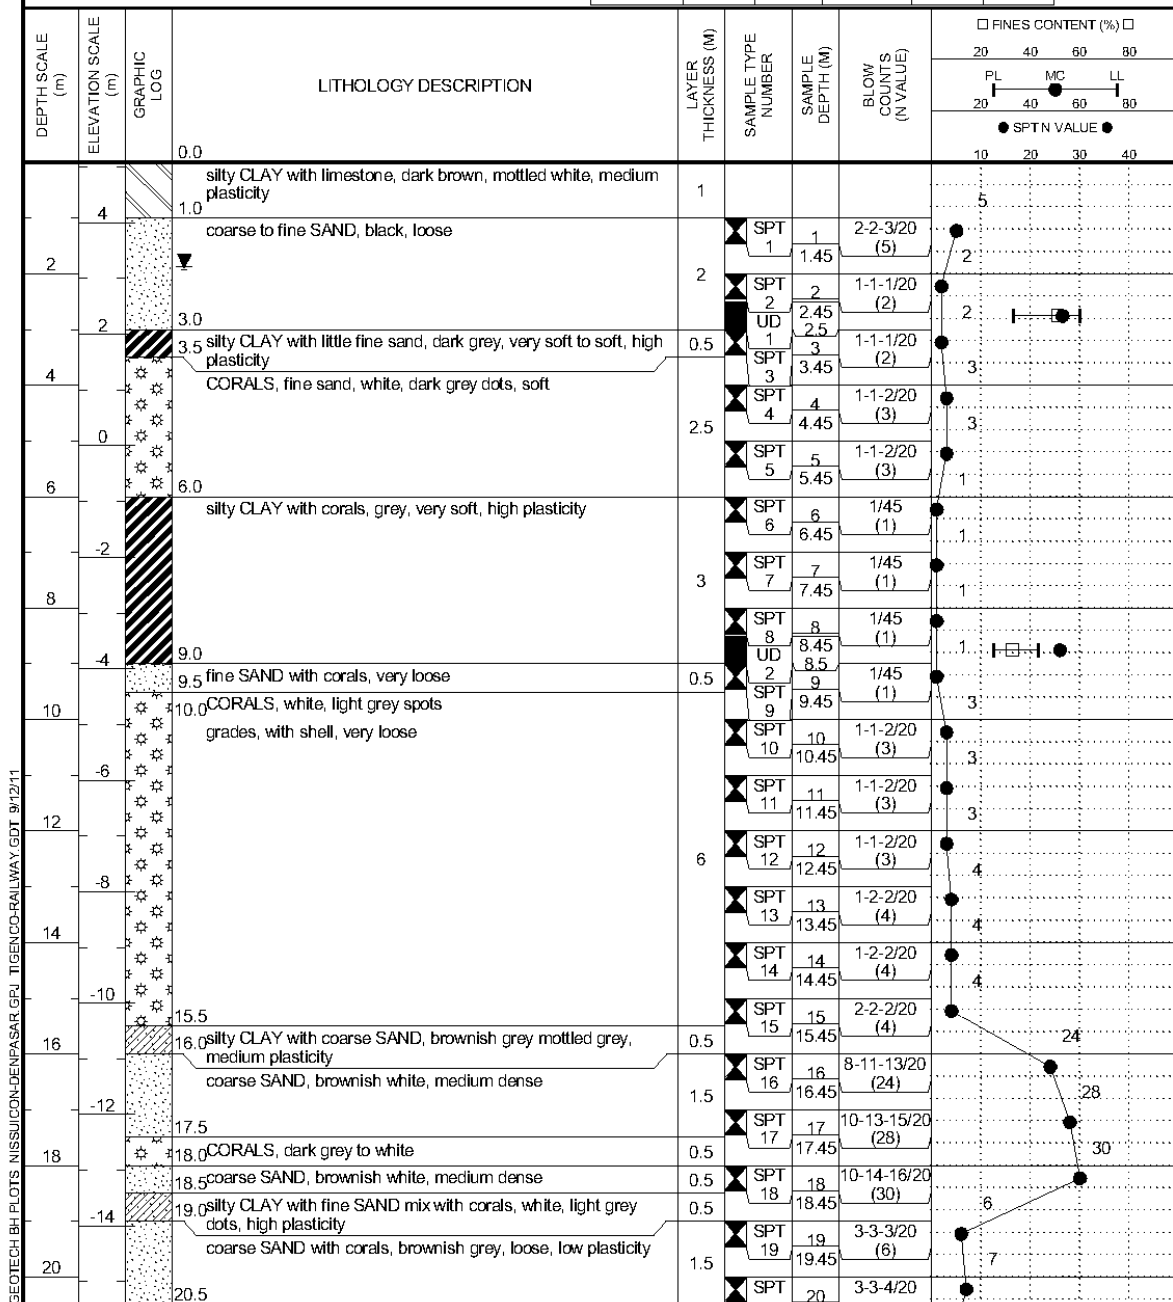 DEPTH SCALE
(m)
ELEVATION SCALE
(m)
GRAPHIC
LOG
LITHOLOGY DESCRIPTION
LAYER
THICKNESS (M)
SAMPLE TYPE
NUMBER
SAMPLE
DEPTH (M)
BLOW
COUNTS
(N VALUE)
FINES CONTENT (%)
20 40 60 80
PL MC LL
20 40 60 80
SPT N VALUE
10 20 30 40
0.0
silty CLAY with limestone, dark brown, mottled white, medium
plasticity
1.0
1
5
4
coarse to fine SAND, black, loose
SPT
1
1
1.45
2-2-3/20
(5)
2
2
2
SPT
2
2
2.45
1-1-1/20
(2)
2
3.0
2
UD
1
2.5
silty CLAY with little fine sand, dark grey, very soft to soft, high
plasticity
3.5
0.5
SPT
3
3
3.45
1-1-1/20
(2)
3
4
CORALS, fine sand, white, dark grey dots, soft
SPT
4
4
4.45
1-1-2/20
(3)
3
2.5
0
SPT
5
5
5.45
1-1-2/20
(3)
1
6
6.0
silty CLAY with corals, grey, very soft, high plasticity
SPT
6
6
6.45
1/45
(1)
1
-2
SPT
7
7
7.45
1/45
(1)
1
3
8
SPT
8
8
8.45
1/45
(1)
1
9.0
-4
UD
2
8.5
9.5
fine SAND with corals, very loose
0.5
SPT
9
9
9.45
1/45
(1)
3
10
10.0
CORALS, white, light grey spots
grades, with shell, very loose
SPT
10
10
10.45
1-1-2/20
(3)
3
-6
SPT
11
11
11.45
1-1-2/20
(3)
3
12
SPT
12
12
12.45
1-1-2/20
(3)
4
6
-8
SPT
13
13
13.45
1-2-2/20
(4)
4
14
SPT
14
14
14.45
1-2-2/20
(4)
4
-10
15.5
SPT
15
15
15.45
2-2-2/20
(4)
24
16
16.0
silty CLAY with coarse SAND, brownish grey mottled grey,
medium plasticity
0.5
coarse SAND, brownish white, medium dense
SPT
16
16
16.45
8-11-13/20
(24)
28
1.5
-12
17.5
SPT
17
17
17.45
10-13-15/20
(28)
30
18
18.0
CORALS, dark grey to white
0.5
18.5
coarse SAND, brownish white, medium dense
0.5
SPT
18
18
18.45
10-14-16/20
(30)
6
19.0
silty CLAY with fine SAND mix with corals, white, light grey
dots, high plasticity
0.5
-14
coarse SAND with corals, brownish grey, loose, low plasticity
SPT
19
19
19.45
3-3-3/20
(6)
7
1.5
20
20.5
SPT
20
3-3-4/20
GEOTECH BH PLOTS NISSUICON-DENPASAR.GPJ TIGENCO-RAILWAY.GDT 9/12/11